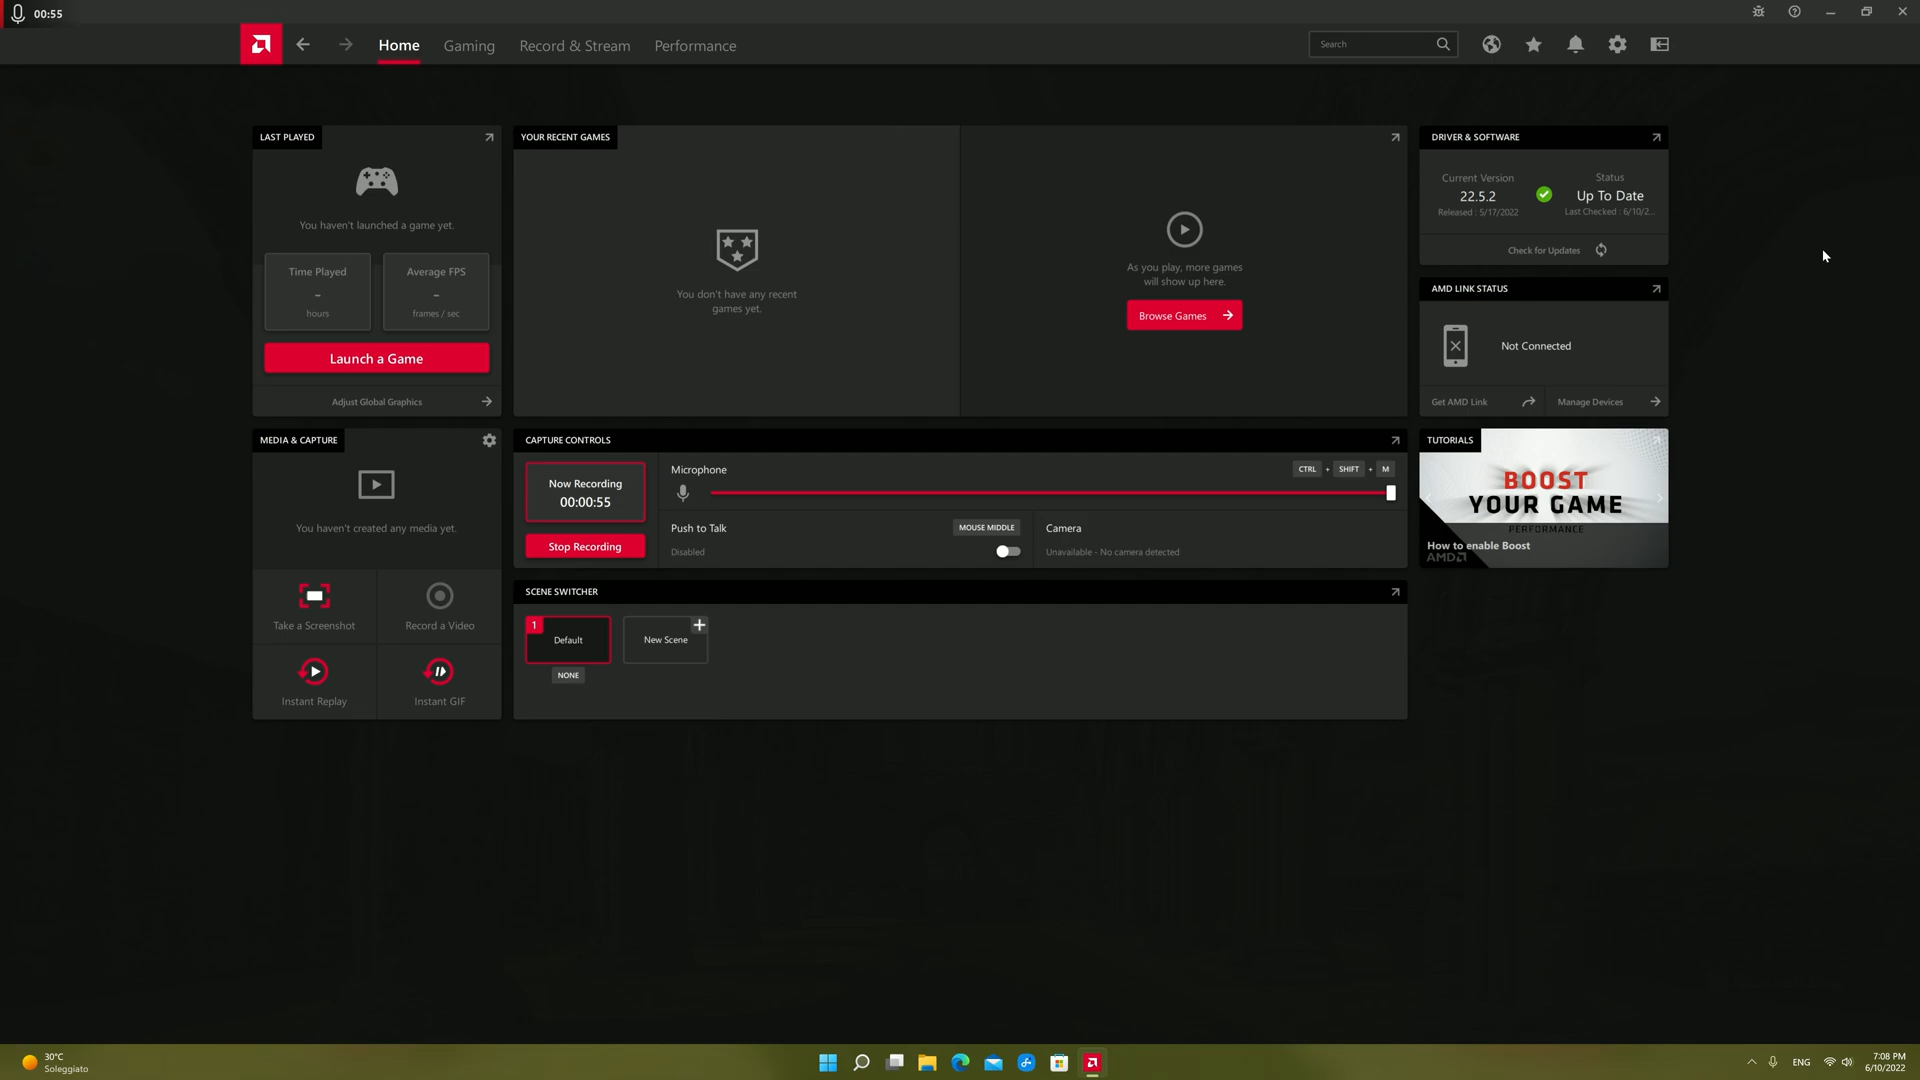 00:55
Home
Gaming
Record & Stream
Performance
Search
LAST PLAYED
You haven't launched a game yet.
Time Played
-
hours
Average FPS
-
frames / sec
Launch a Game
Adjust Global Graphics
YOUR RECENT GAMES
You don't have any recent
games yet.
As you play, more games
will show up here.
Browse Games
DRIVER & SOFTWARE
Current Version
22.5.2
Released : 5/17/2022
Status
Up To Date
Last Checked : 6/10/2...
Check for Updates
AMD LINK STATUS
Not Connected
Get AMD Link
Manage Devices
MEDIA & CAPTURE
You haven't created any media yet.
Take a Screenshot
Record a Video
Instant Replay
Instant GIF
CAPTURE CONTROLS
Now Recording
00:00:55
Stop Recording
Microphone
CTRL + SHIFT + M
Push to Talk
MOUSE MIDDLE
Disabled
Camera
Unavailable - No camera detected
SCENE SWITCHER
1
Default
NONE
New Scene
TUTORIALS
BOOST
YOUR GAME
PERFORMANCE
How to enable Boost
AMD
30°C
Soleggiato
ENG
7:08 PM
6/10/2022